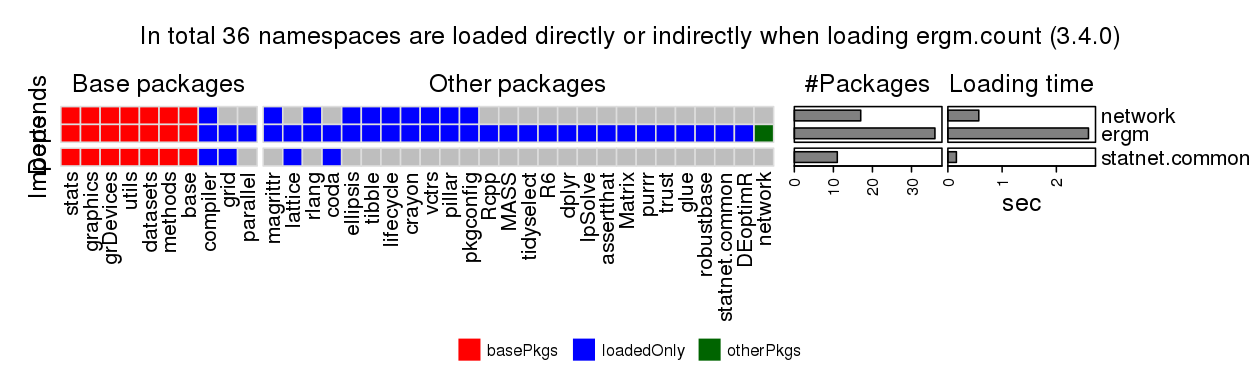 In total 36 namespaces are loaded directly or indirectly when loading ergm.count (3.4.0)
Base packages
Other packages
#Packages
Loading time
Depends
Imports
network
ergm
statnet.common
stats
graphics
grDevices
utils
datasets
methods
base
compiler
grid
parallel
magrittr
lattice
rlang
coda
ellipsis
tibble
lifecycle
crayon
vctrs
pillar
pkgconfig
Rcpp
MASS
tidyselect
R6
dplyr
lpSolve
assertthat
Matrix
purrr
trust
glue
robustbase
statnet.common
DEoptimR
network
0 10 20 30
0 1 2
sec
basePkgs loadedOnly otherPkgs